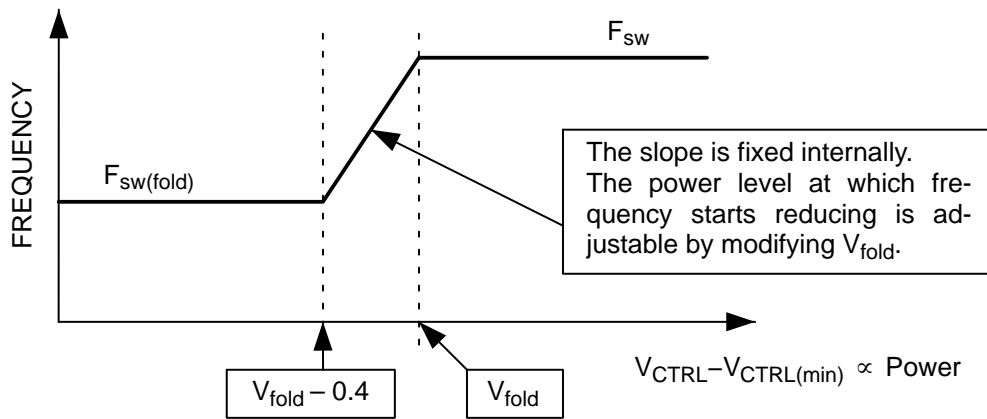 FREQUENCY
F_sw
F_sw(fold)
The slope is fixed internally.
The power level at which fre-
quency starts reducing is ad-
justable by modifying V_fold.
V_fold – 0.4
V_fold
V_CTRL–V_CTRL(min) ∝ Power